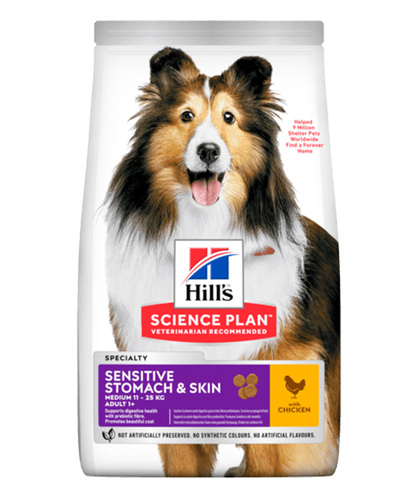 Helped
9 Million
Shelter Pets
Worldwide
Find a Forever
Home
Hill's
SCIENCE PLAN™
VETERINARIAN RECOMMENDED
SPECIALTY
SENSITIVE
STOMACH & SKIN
MEDIUM 11 - 25 KG
ADULT 1+
Supports digestive health
with prebiotic fibre.
Promotes beautiful coat
with
CHICKEN
NOT ARTIFICIALLY PRESERVED. NO SYNTHETIC COLOURS. NO ARTIFICIAL FLAVOURS.